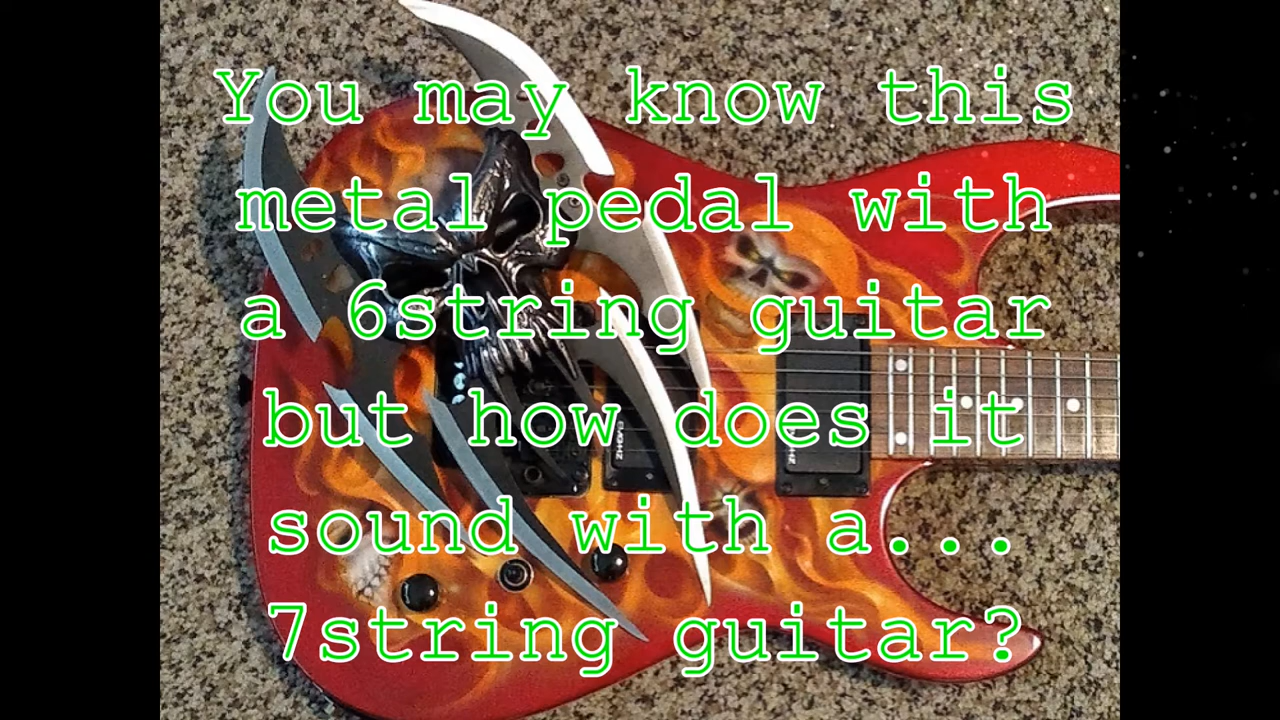 You may know this
metal pedal with
a 6string guitar
but how does it
sound with a...
7string guitar?